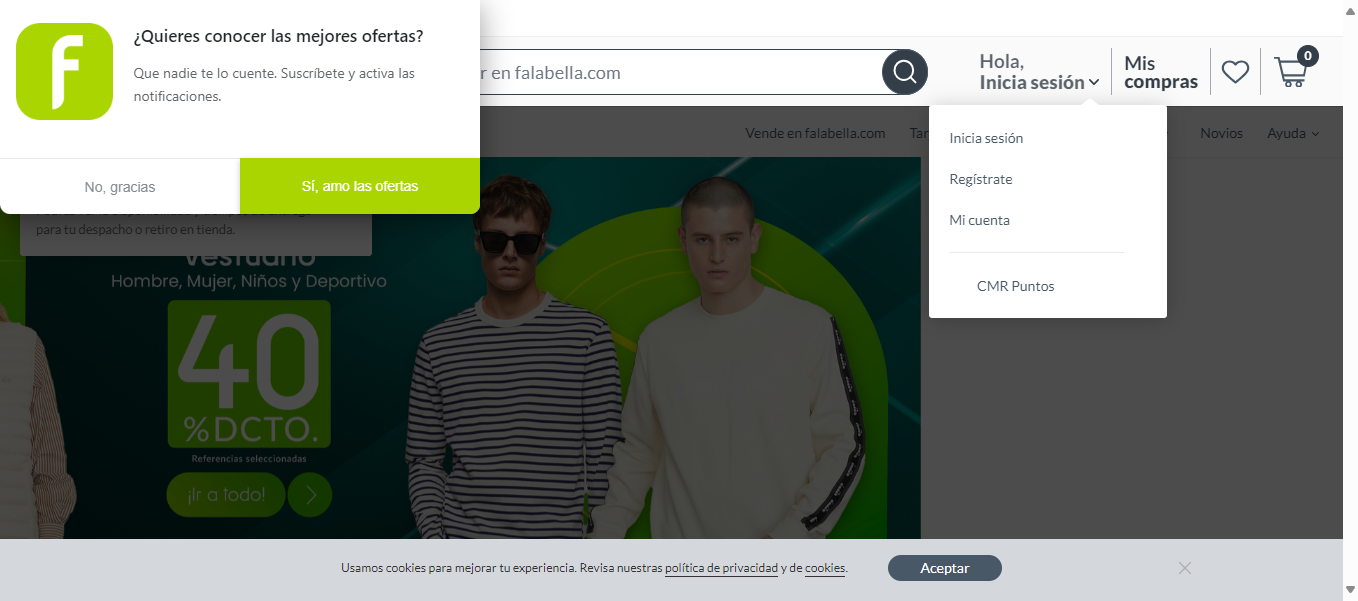 ¿Quieres conocer las mejores ofertas?
Que nadie te lo cuente. Suscríbete y activa las
notificaciones.
No, gracias
Sí, amo las ofertas
en falabella.com
Hola,
Inicia sesión
Mis
compras
0
Inicia sesión
Regístrate
Mi cuenta
CMR Puntos
Vende en falabella.com
Novios
Ayuda
para tu despacho o retiro en tienda.
Vestuario
Hombre, Mujer, Niños y Deportivo
40
%DCTO.
Referencias seleccionadas
¡Ir a todo!
Usamos cookies para mejorar tu experiencia. Revisa nuestras política de privacidad y de cookies.
Aceptar